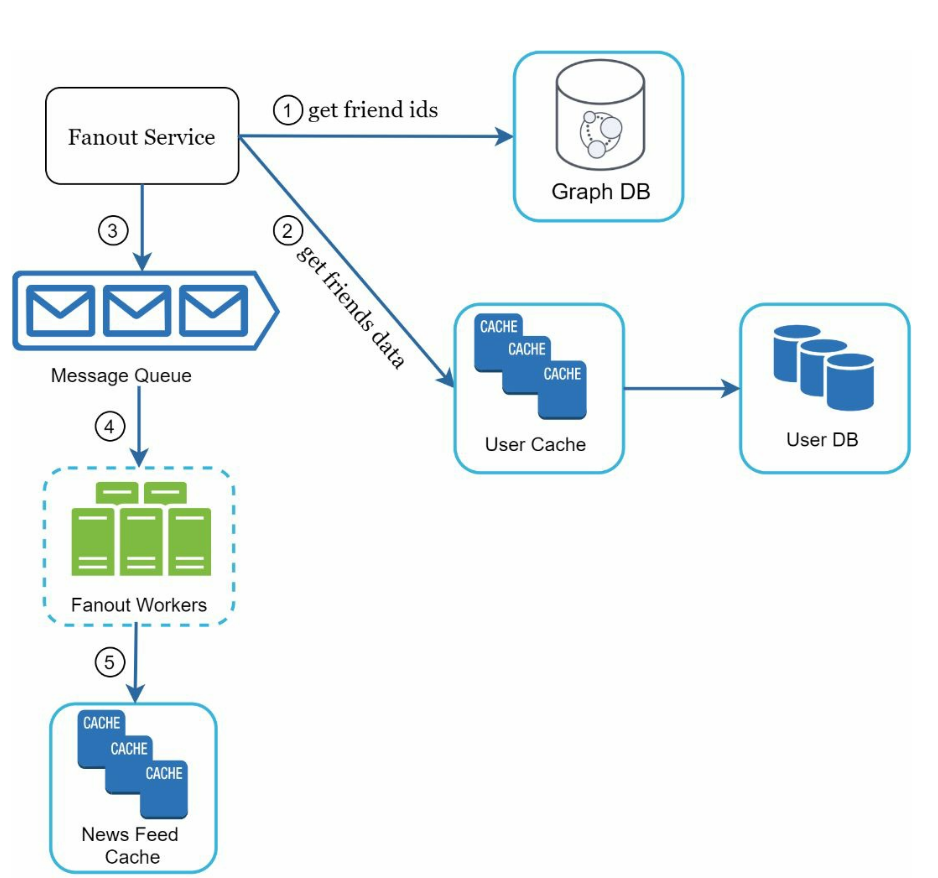 1 get friend ids
Fanout Service
Graph DB
2 get friends data
3
Message Queue
CACHE
CACHE
CACHE
User Cache
User DB
4
Fanout Workers
5
CACHE
CACHE
CACHE
News Feed
Cache